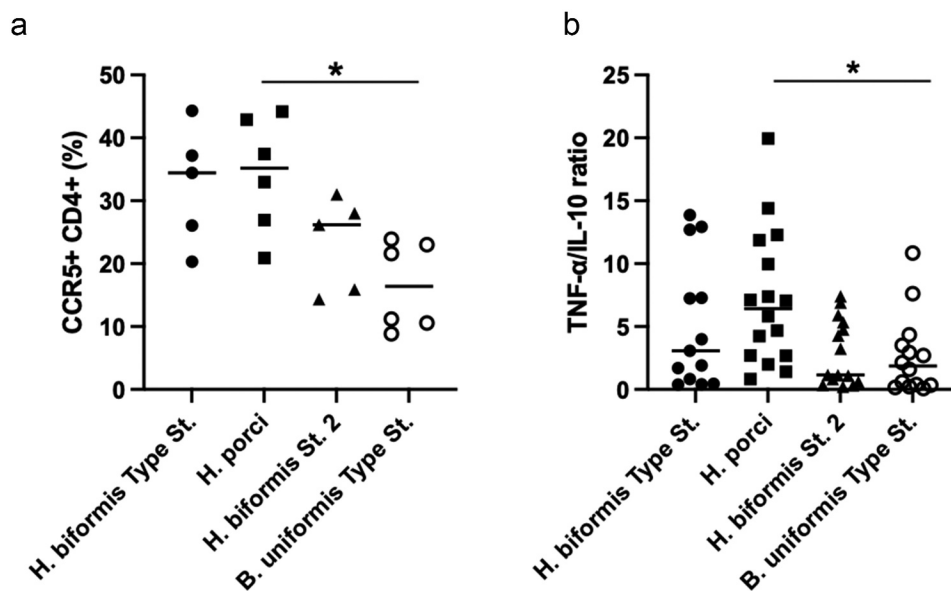 a
*
CCR5+ CD4+ (%)
50
40
30
20
10
0
H. biformis Type St.
H. porci
H. biformis St. 2
B. uniformis Type St.
b
*
TNF-α/IL-10 ratio
25
20
15
10
5
0
H. biformis Type St.
H. porci
H. biformis St. 2
B. uniformis Type St.